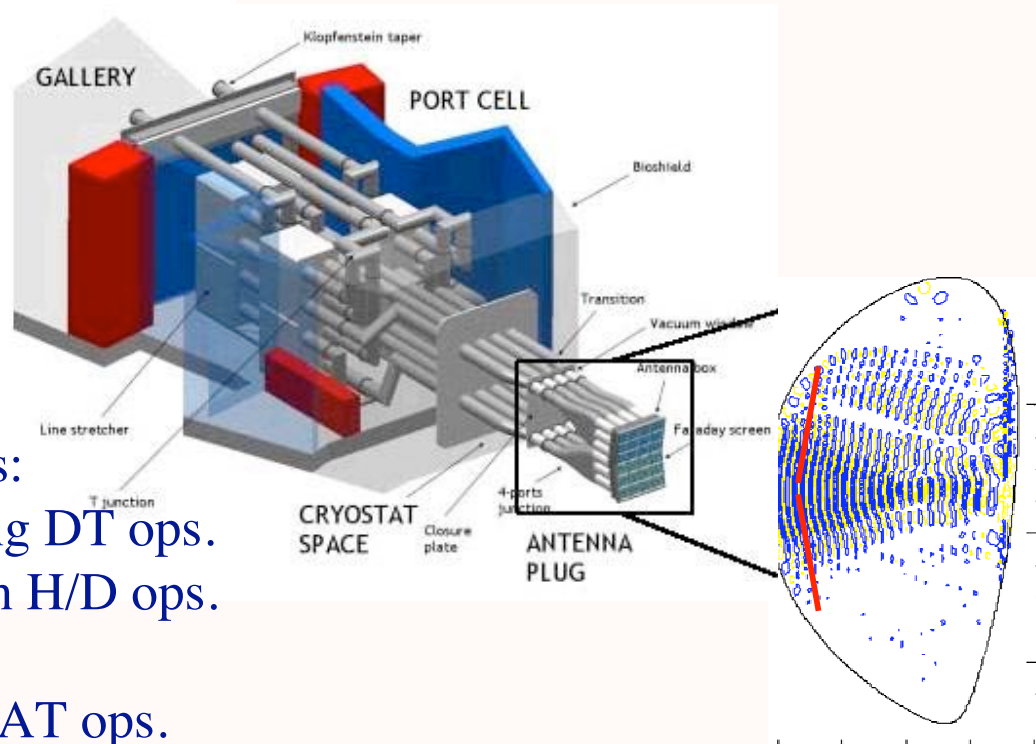 Klopfenstein taper
GALLERY
PORT CELL
Bioshield
Transition
Vacuum window
Antenna box
Faraday screen
Line stretcher
T junction
4-ports
junction
CRYOSTAT
SPACE
Closure
plate
ANTENNA
PLUG
s:
g DT ops.
H/D ops.
AT ops.